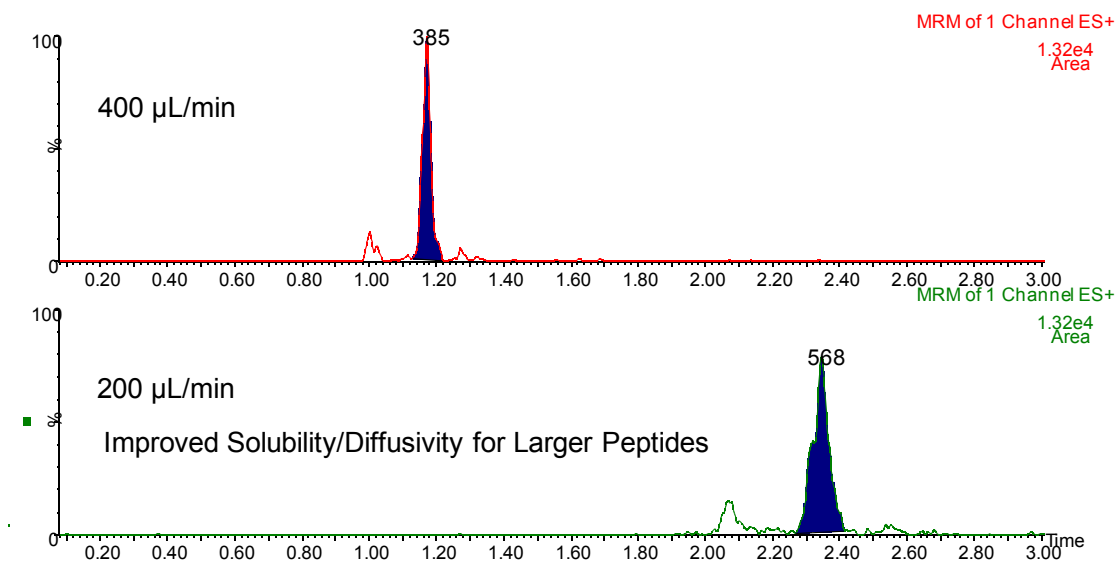 MRM of 1 Channel ES+
1.32e4
Area
100
385
400 µL/min
%
0
0.20 0.40 0.60 0.80 1.00 1.20 1.40 1.60 1.80 2.00 2.20 2.40 2.60 2.80 3.00
MRM of 1 Channel ES+
1.32e4
Area
100
568
200 µL/min
%
Improved Solubility/Diffusivity for Larger Peptides
0
0.20 0.40 0.60 0.80 1.00 1.20 1.40 1.60 1.80 2.00 2.20 2.40 2.60 2.80 3.00
Time